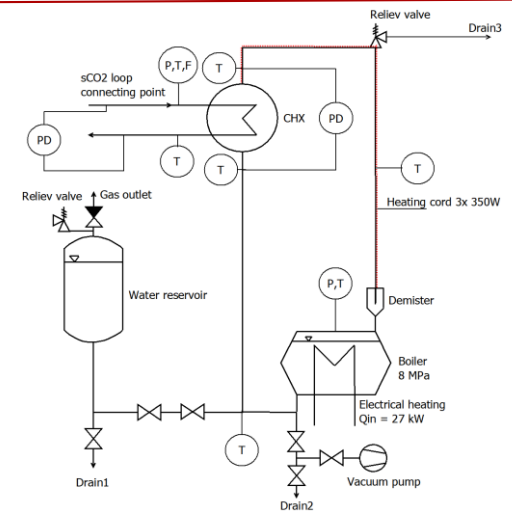 Reliev valve
Drain3
P,T,F
T
sCO2 loop
connecting point
CHX
PD
PD
T
T
T
Reliev valve
Gas outlet
Heating cord 3x 350W
P,T
Water reservoir
Demister
Boiler
8 MPa
Electrical heating
Qin = 27 kW
T
Drain1
Vacuum pump
Drain2